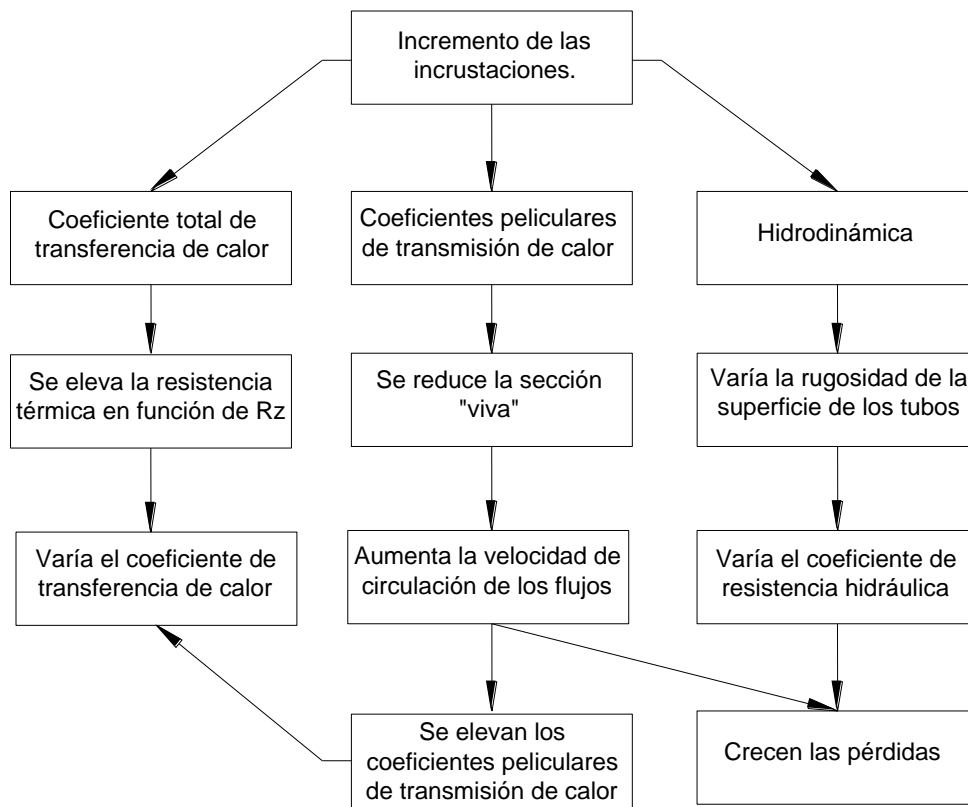 Incremento de las
incrustaciones.
Coeficiente total de
transferencia de calor
Coeficientes peliculares
de transmisión de calor
Hidrodinámica
Se eleva la resistencia
térmica en función de Rz
Se reduce la sección
"viva"
Varía la rugosidad de la
superficie de los tubos
Varía el coeficiente de
transferencia de calor
Aumenta la velocidad de
circulación de los flujos
Varía el coeficiente de
resistencia hidráulica
Se elevan los
coeficientes peliculares
de transmisión de calor
Crecen las pérdidas